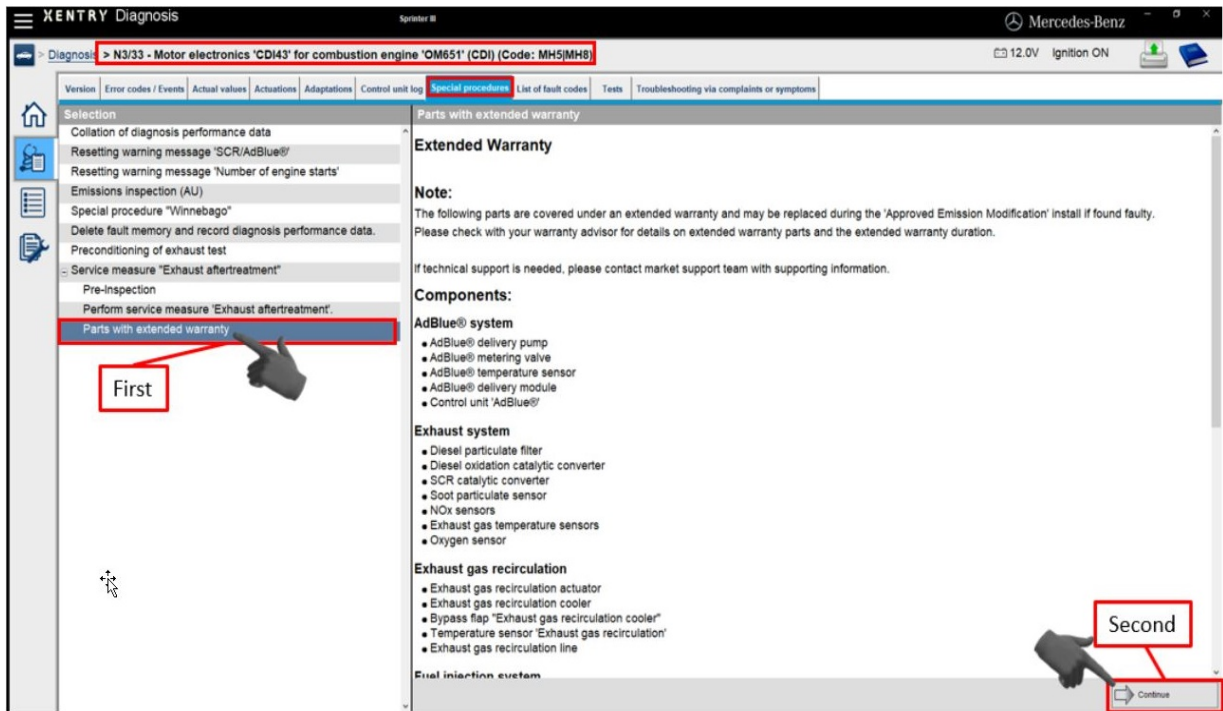 XENTRY Diagnosis
Sprinter III
Mercedes-Benz
> Diagnosis > N3/33 - Motor electronics 'CDI43' for combustion engine 'OM651' (CDI) (Code: MH5|MH8)
12.0V Ignition ON
Version Error codes / Events Actual values Actuations Adaptations Control unit log Special procedures List of fault codes Tests Troubleshooting via complaints or symptoms
Selection
Collation of diagnosis performance data
Resetting warning message 'SCR/AdBlue®'
Resetting warning message 'Number of engine starts'
Emissions inspection (AU)
Special procedure "Winnebago"
Delete fault memory and record diagnosis performance data.
Preconditioning of exhaust test
Service measure "Exhaust aftertreatment"
Pre-Inspection
Perform service measure 'Exhaust aftertreatment'.
Parts with extended warranty
First
Parts with extended warranty
Extended Warranty
Note:
The following parts are covered under an extended warranty and may be replaced during the 'Approved Emission Modification' install if found faulty.
Please check with your warranty advisor for details on extended warranty parts and the extended warranty duration.
If technical support is needed, please contact market support team with supporting information.
Components:
AdBlue® system
• AdBlue® delivery pump
• AdBlue® metering valve
• AdBlue® temperature sensor
• AdBlue® delivery module
• Control unit 'AdBlue®'
Exhaust system
• Diesel particulate filter
• Diesel oxidation catalytic converter
• SCR catalytic converter
• Soot particulate sensor
• NOx sensors
• Exhaust gas temperature sensors
• Oxygen sensor
Exhaust gas recirculation
• Exhaust gas recirculation actuator
• Exhaust gas recirculation cooler
• Bypass flap "Exhaust gas recirculation cooler"
• Temperature sensor 'Exhaust gas recirculation'
• Exhaust gas recirculation line
Fuel injection system
Second
Continue